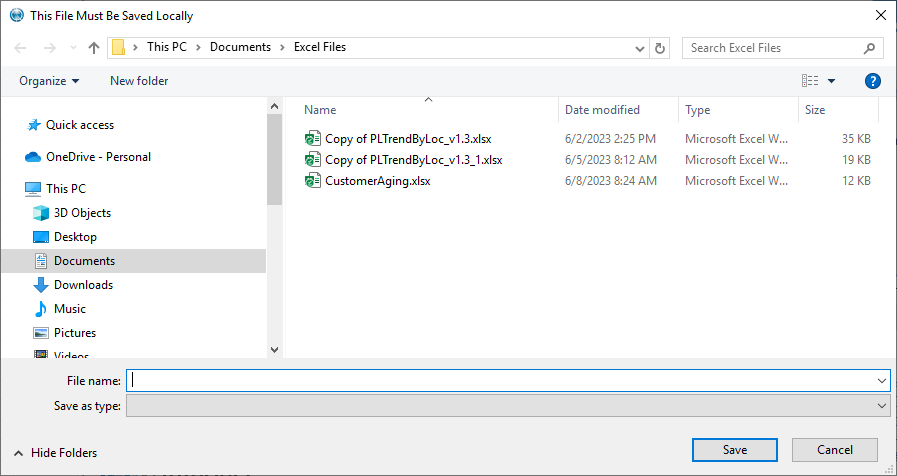 This File Must Be Saved Locally
This PC > Documents > Excel Files
Search Excel Files
Organize
New folder
Name
Date modified
Type
Size
Quick access
OneDrive - Personal
This PC
3D Objects
Desktop
Documents
Downloads
Music
Pictures
Videos
Copy of PLTrendByLoc_v1.3.xlsx 6/2/2023 2:25 PM Microsoft Excel W... 35 KB
Copy of PLTrendByLoc_v1.3_1.xlsx 6/5/2023 8:12 AM Microsoft Excel W... 19 KB
CustomerAging.xlsx 6/8/2023 8:24 AM Microsoft Excel W... 12 KB
File name:
Save as type:
Hide Folders
Save
Cancel